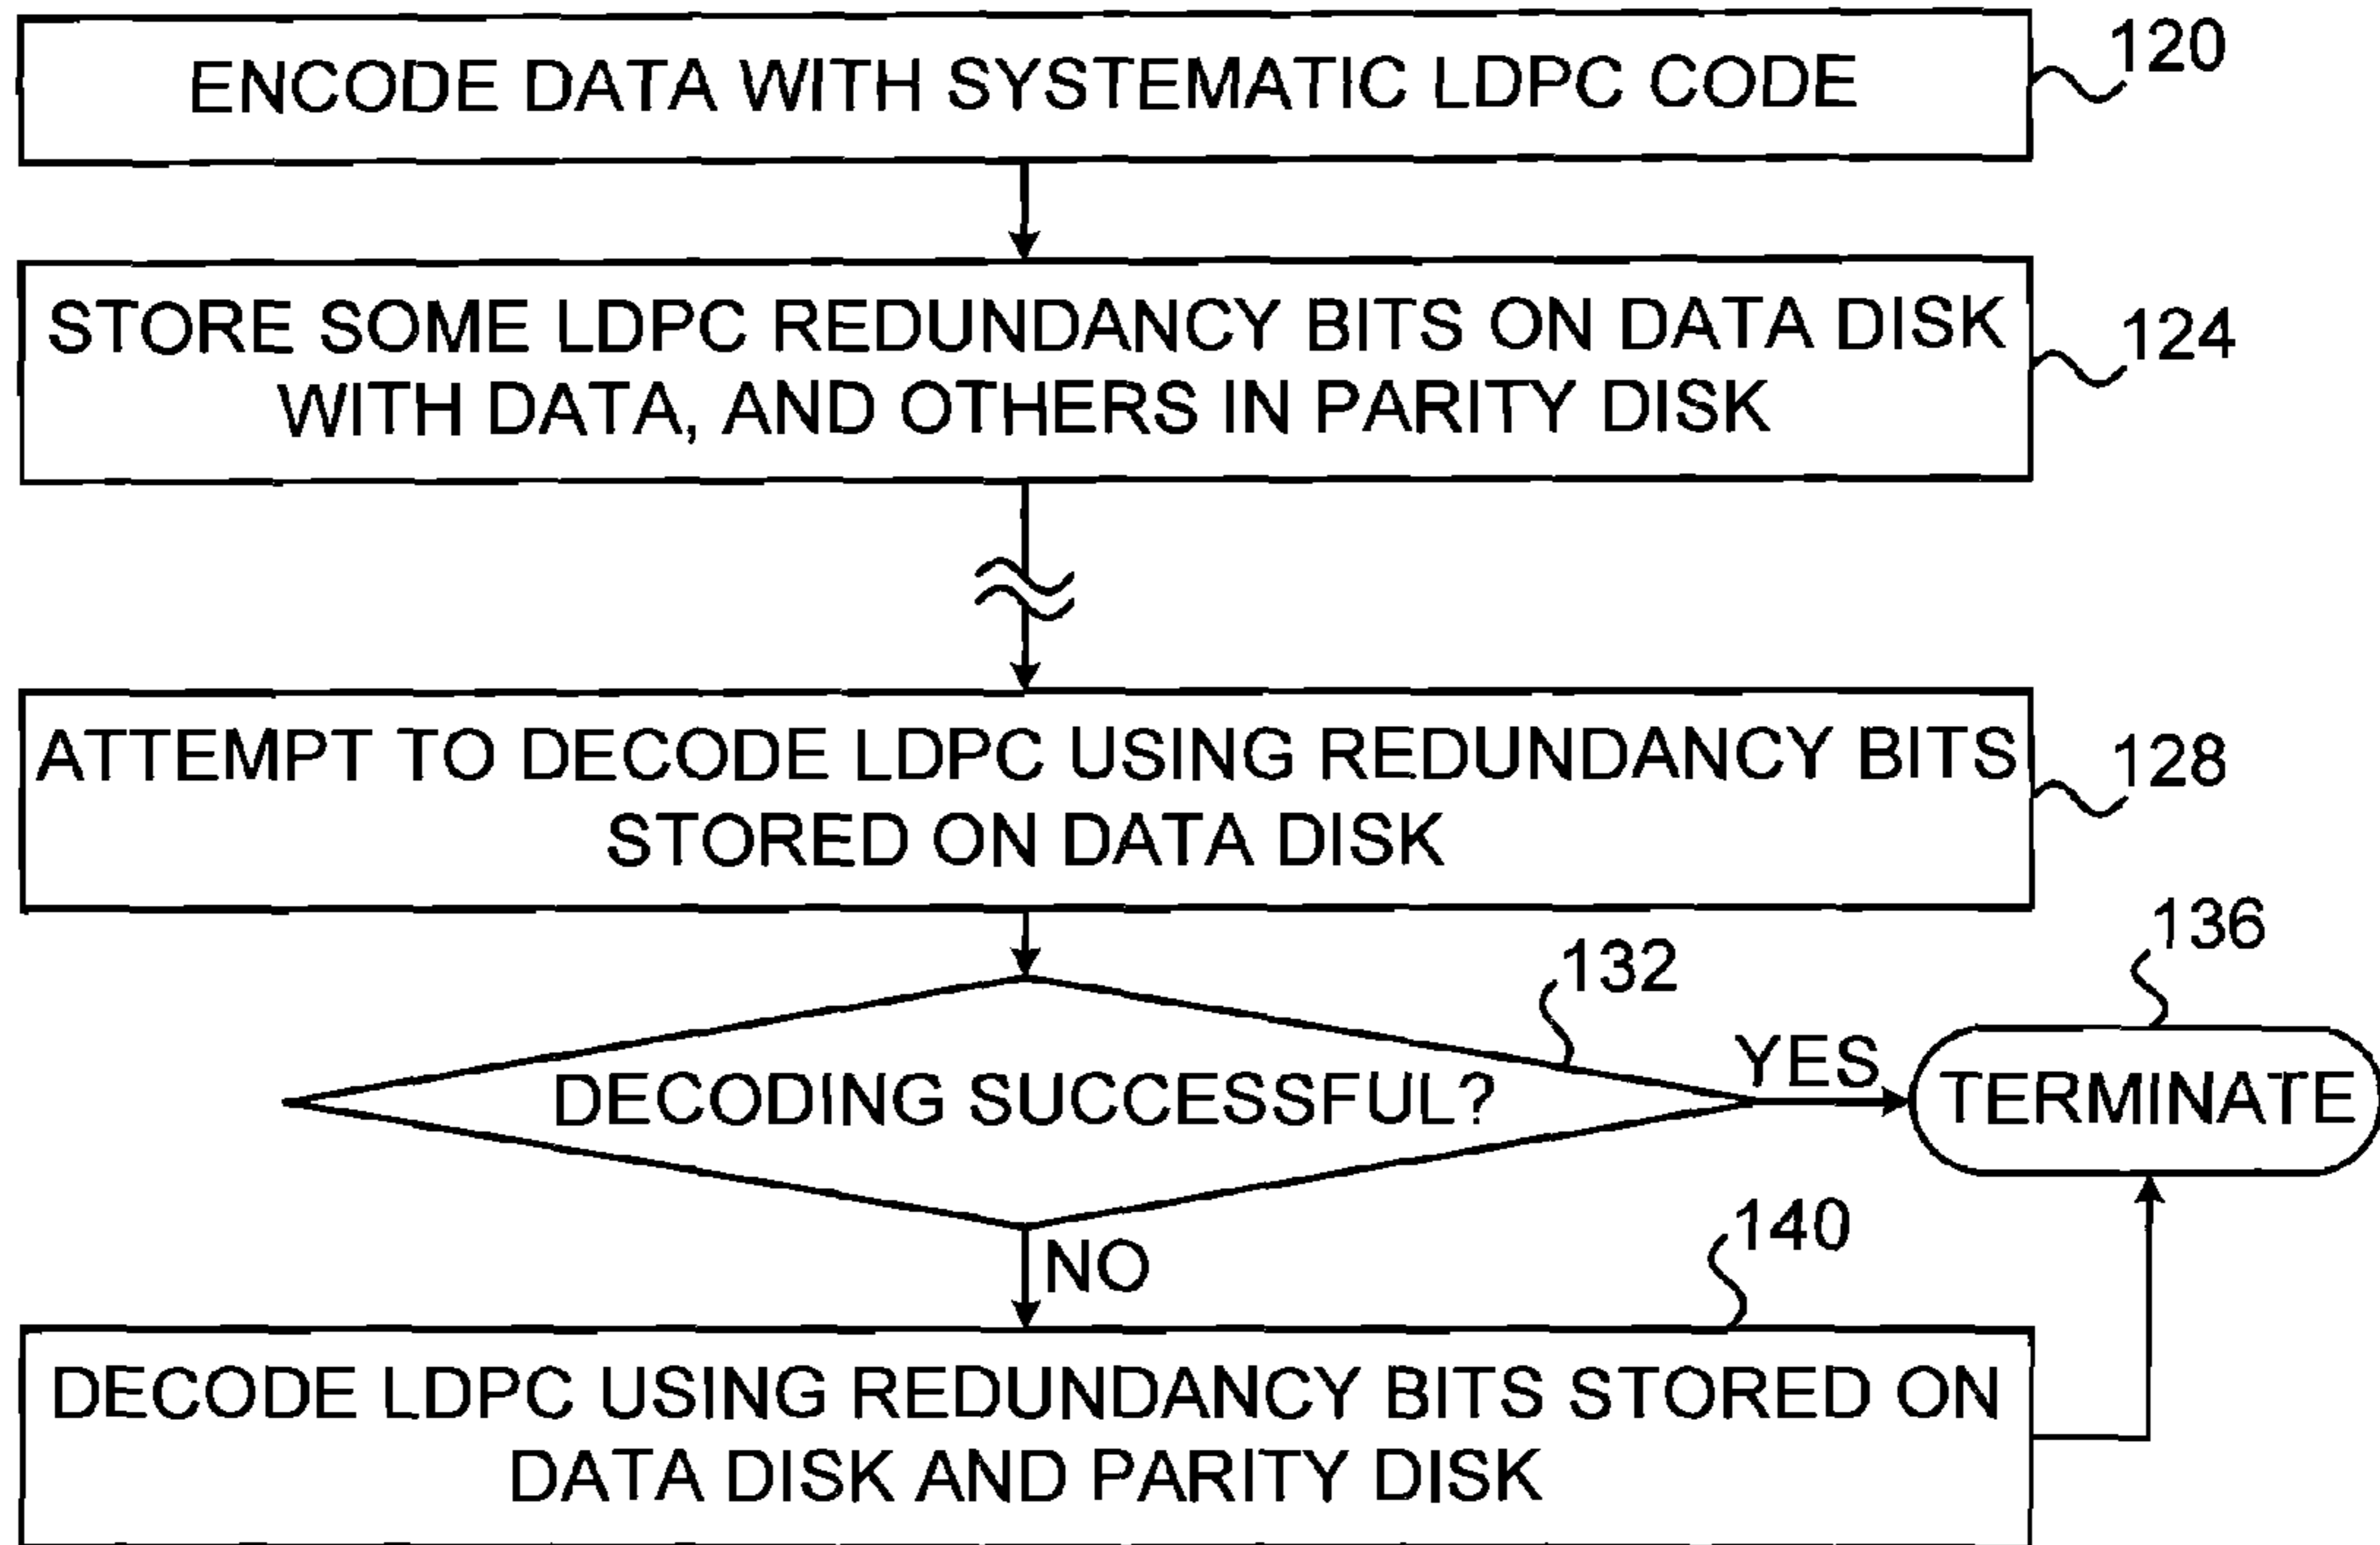 ENCODE DATA WITH SYSTEMATIC LDPC CODE
120
STORE SOME LDPC REDUNDANCY BITS ON DATA DISK
WITH DATA, AND OTHERS IN PARITY DISK
124
ATTEMPT TO DECODE LDPC USING REDUNDANCY BITS
STORED ON DATA DISK
128
132
DECODING SUCCESSFUL?
YES
136
TERMINATE
NO
140
DECODE LDPC USING REDUNDANCY BITS STORED ON
DATA DISK AND PARITY DISK